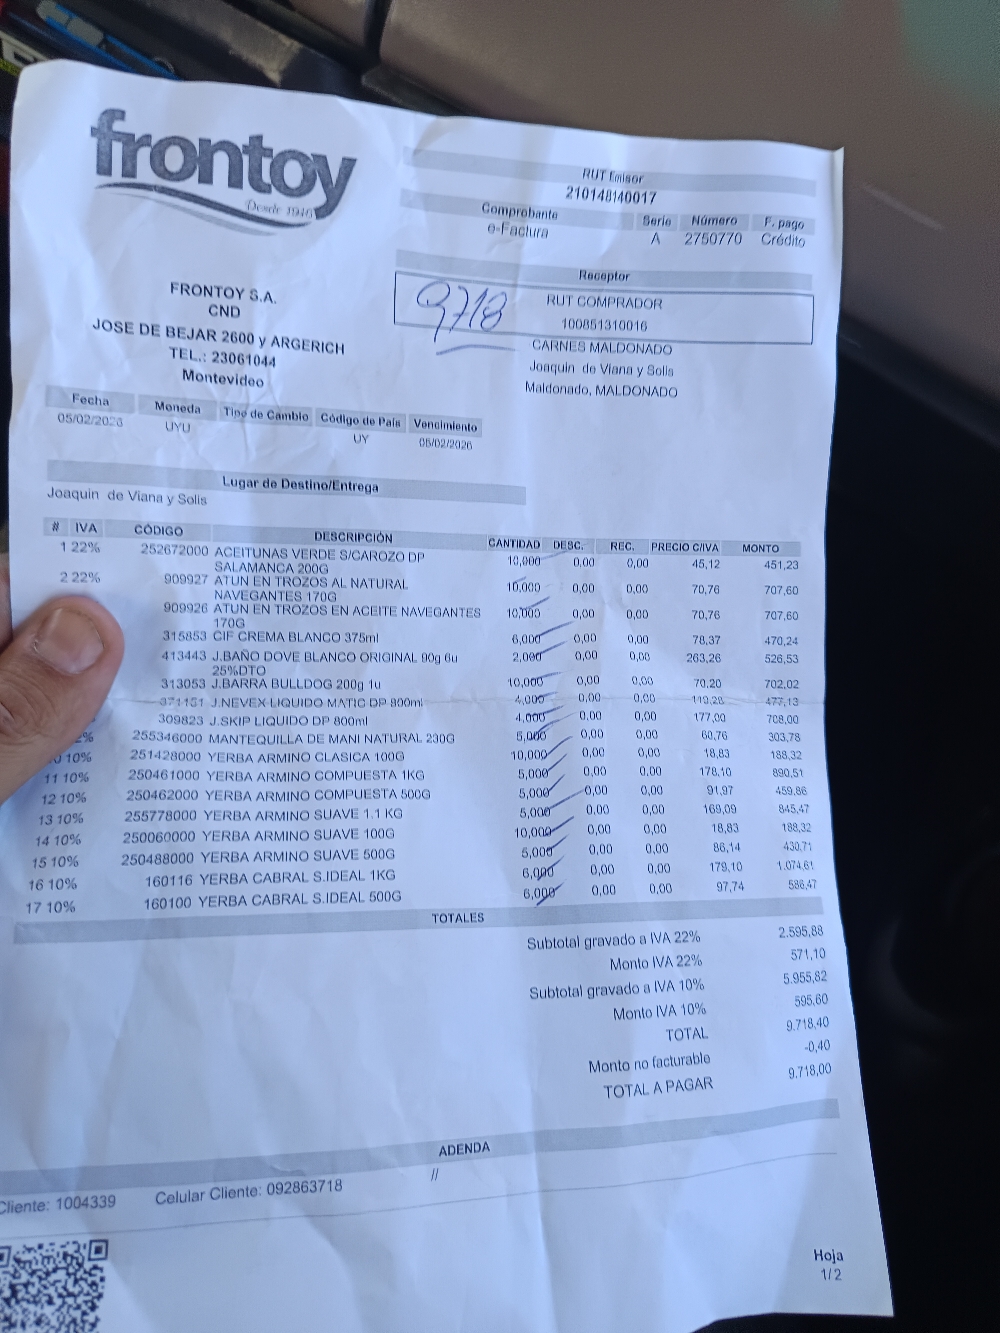 frontoy
Desde 1946
RUT Emisor
210148140017
Comprobante Serie Número F. pago
e-Factura A 2750770 Crédito
Receptor
9718
RUT COMPRADOR
100851310016
CARNES MALDONADO
Joaquin de Viana y Solis
Maldonado, MALDONADO
FRONTOY S.A.
CND
JOSE DE BEJAR 2600 y ARGERICH
TEL.: 23061044
Montevideo
Fecha Moneda Tipo de Cambio Código de País Vencimiento
05/02/2026 UYU UY 05/02/2026
Lugar de Destino/Entrega
Joaquin de Viana y Solis
# IVA CÓDIGO DESCRIPCIÓN CANTIDAD DESC. REC. PRECIO C/IVA MONTO
1 22% 252672000 ACEITUNAS VERDE S/CAROZO DP 10,000 0,00 0,00 45,12 451,23
SALAMANCA 200G
2 22% 909927 ATUN EN TROZOS AL NATURAL 10,000 0,00 0,00 70,76 707,60
NAVEGANTES 170G
909926 ATUN EN TROZOS EN ACEITE NAVEGANTES 10,000 0,00 0,00 70,76 707,60
170G
315853 CIF CREMA BLANCO 375ml 6,000 0,00 0,00 78,37 470,24
413443 J.BAÑO DOVE BLANCO ORIGINAL 90g 6u 2,000 0,00 0,00 263,26 526,53
25%DTO
313053 J.BARRA BULLDOG 200g 1u 10,000 0,00 0,00 70,20 702,02
371151 J.NEVEX LIQUIDO MATIC DP 800ml 4,000 0,00 0,00 119,28 477,13
309823 J.SKIP LIQUIDO DP 800ml 4,000 0,00 0,00 177,00 708,00
255346000 MANTEQUILLA DE MANI NATURAL 230G 5,000 0,00 0,00 60,76 303,78
10% 251428000 YERBA ARMINO CLASICA 100G 10,000 0,00 0,00 18,83 188,32
11 10% 250461000 YERBA ARMINO COMPUESTA 1KG 5,000 0,00 0,00 178,10 890,51
12 10% 250462000 YERBA ARMINO COMPUESTA 500G 5,000 0,00 0,00 91,97 459,86
13 10% 255778000 YERBA ARMINO SUAVE 1.1 KG 5,000 0.00 0,00 169,09 845,47
14 10% 250060000 YERBA ARMINO SUAVE 100G 10,000 0,00 0,00 18,83 188,32
15 10% 250488000 YERBA ARMINO SUAVE 500G 5,000 0,00 0,00 86,14 430,71
16 10% 160116 YERBA CABRAL S.IDEAL 1KG 6,000 0,00 0,00 179,10 1.074,61
17 10% 160100 YERBA CABRAL S.IDEAL 500G 6,000 0,00 0,00 97,74 586,47
TOTALES
Subtotal gravado a IVA 22% 2.595,88
Monto IVA 22% 571,10
Subtotal gravado a IVA 10% 5.955,82
Monto IVA 10% 595,60
TOTAL 9.718,40
Monto no facturable -0,40
TOTAL A PAGAR 9.718,00
ADENDA
//
Cliente: 1004339 Celular Cliente: 092863718
Hoja
1/2